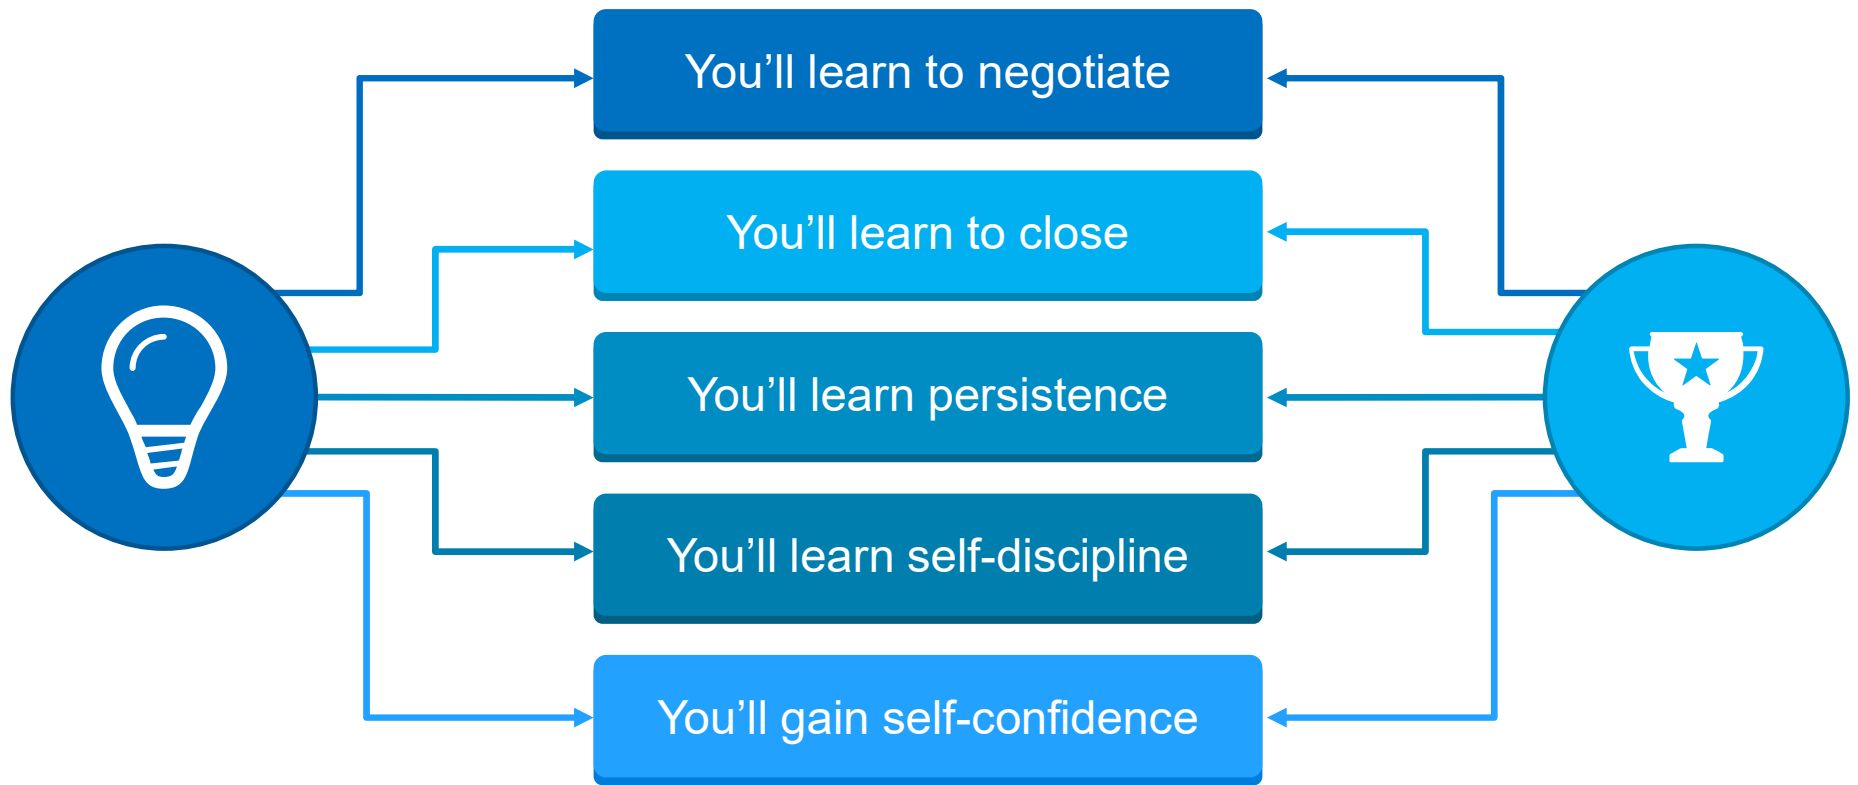 You’ll learn to negotiate
You’ll learn to close
You’ll learn persistence
You’ll learn self-discipline
You’ll gain self-confidence